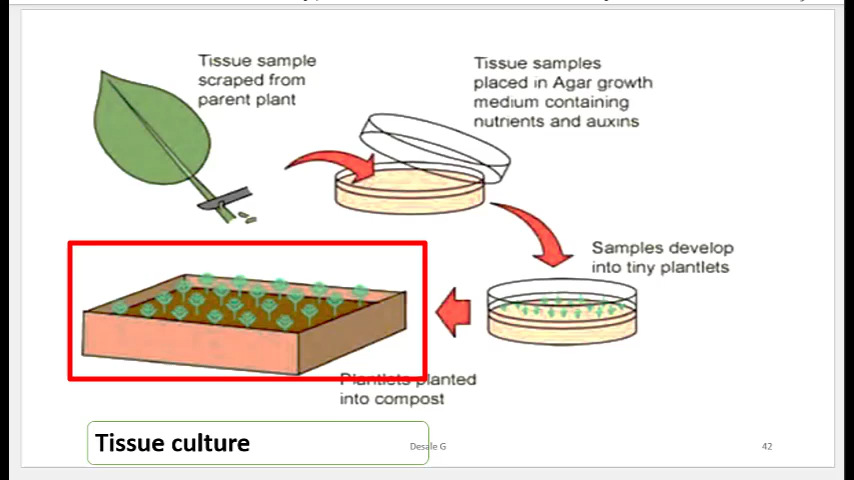 Tissue sample
scraped from
parent plant
Tissue samples
placed in Agar growth
medium containing
nutrients and auxins
Samples develop
into tiny plantlets
Plantlets planted
into compost
Tissue culture
Desale G
42